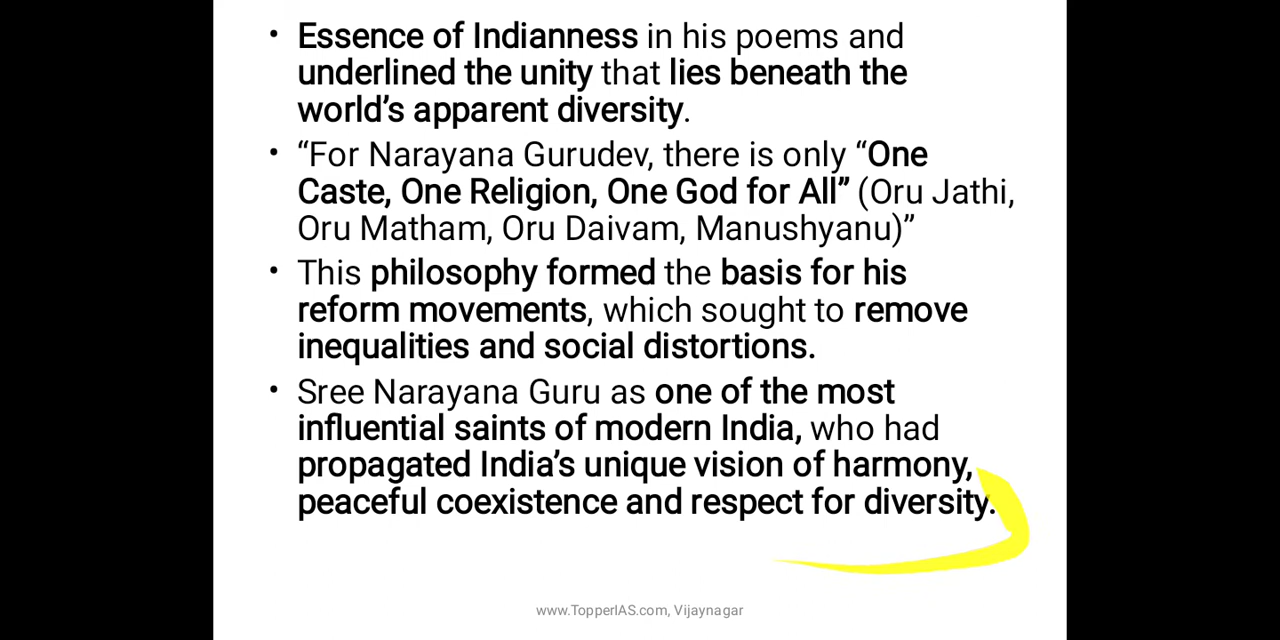 • Essence of Indianness in his poems and
underlined the unity that lies beneath the
world’s apparent diversity.
• “For Narayana Gurudev, there is only “One
Caste, One Religion, One God for All” (Oru Jathi,
Oru Matham, Oru Daivam, Manushyanu)”
• This philosophy formed the basis for his
reform movements, which sought to remove
inequalities and social distortions.
• Sree Narayana Guru as one of the most
influential saints of modern India, who had
propagated India’s unique vision of harmony,
peaceful coexistence and respect for diversity.
www.TopperIAS.com, Vijaynagar